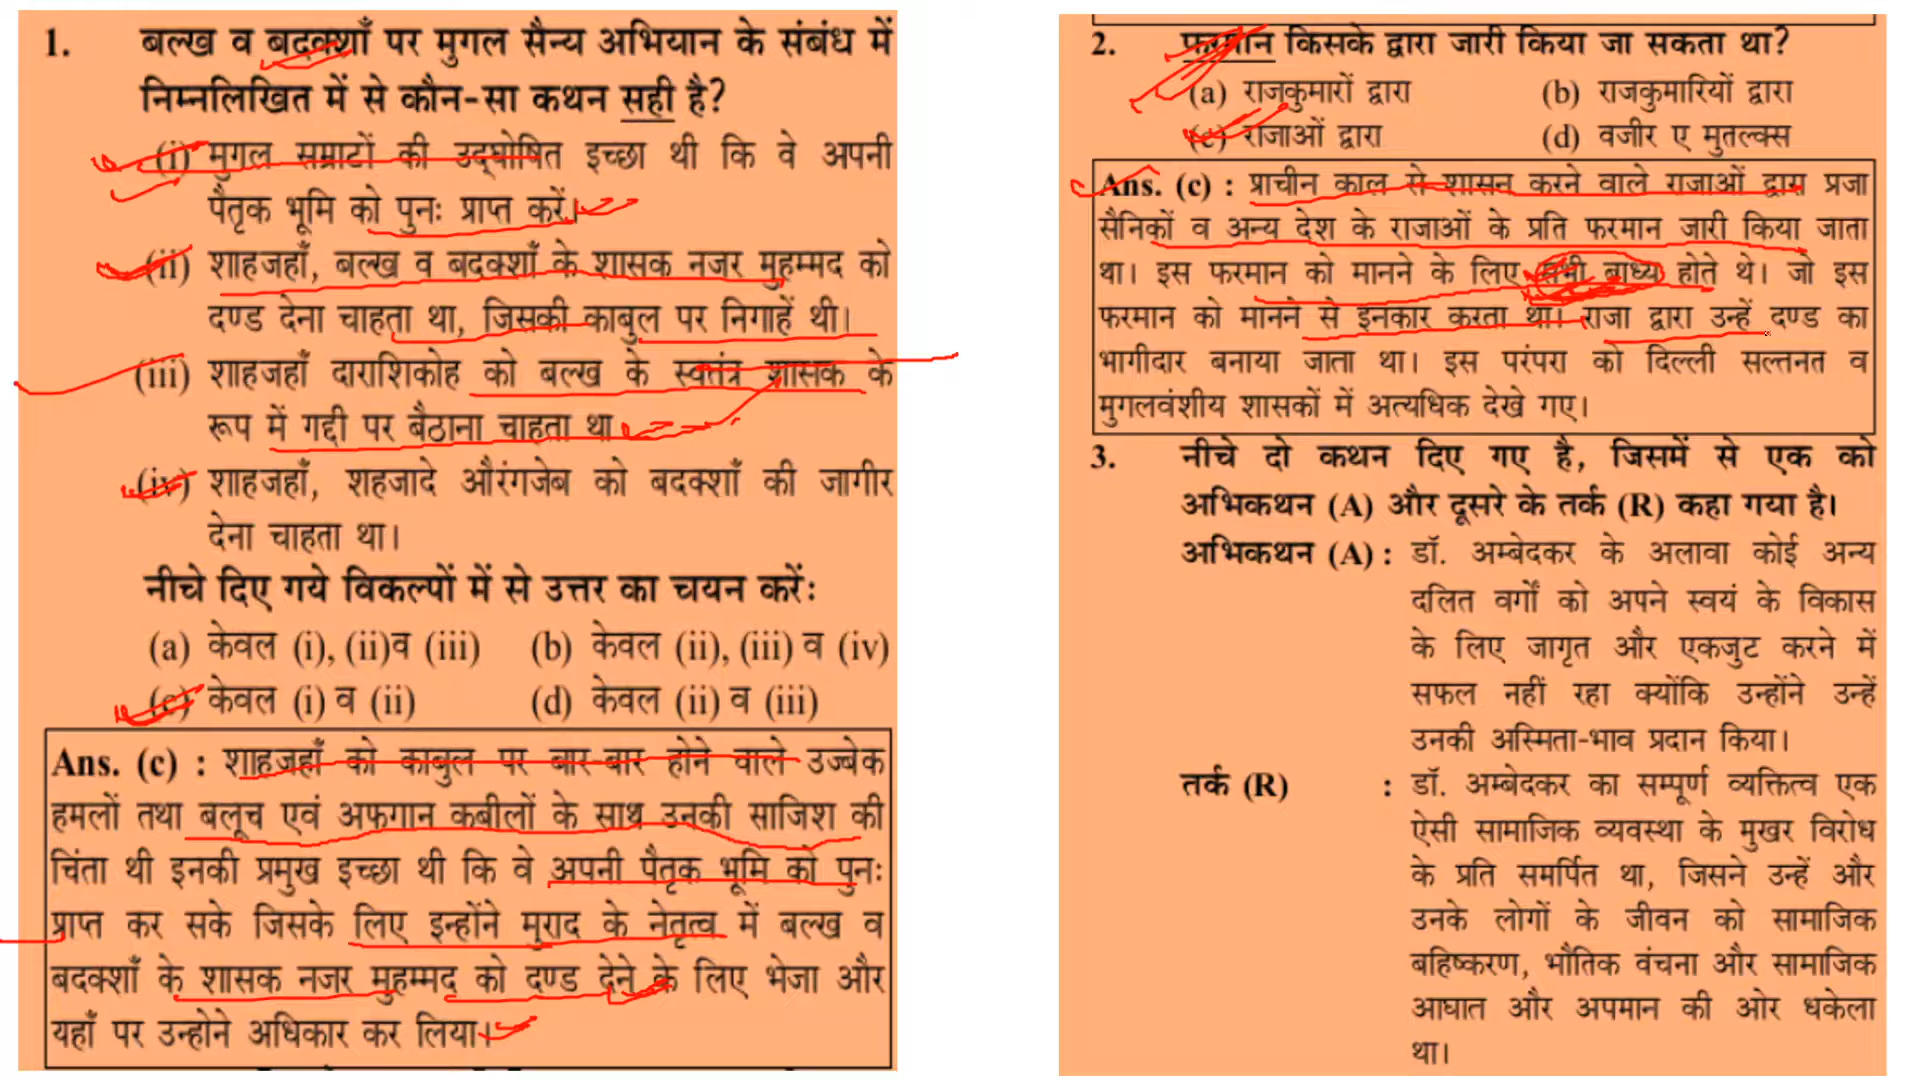 1. बल्ख व बदक्शाँ पर मुगल सैन्य अभियान के संबंध में
निम्नलिखित में से कौन-सा कथन सही है?
(i) मुगल सम्राटों की उद्घोषित इच्छा थी कि वे अपनी
पैतृक भूमि को पुनः प्राप्त करें।
(ii) शाहजहाँ, बल्ख व बदक्शाँ के शासक नजर मुहम्मद को
दण्ड देना चाहता था, जिसकी काबुल पर निगाहें थी।
(iii) शाहजहाँ दाराशिकोह को बल्ख के स्वतंत्र शासक के
रूप में गद्दी पर बैठाना चाहता था
(iv) शाहजहाँ, शहजादे औरंगजेब को बदक्शाँ की जागीर
देना चाहता था।
नीचे दिए गये विकल्पों में से उत्तर का चयन करें:
(a) केवल (i), (ii)व (iii) (b) केवल (ii), (iii) व (iv)
(c) केवल (i) व (ii) (d) केवल (ii) व (iii)
Ans. (c) : शाहजहाँ को काबुल पर बार-बार होने वाले उज्बेक
हमलों तथा बलूच एवं अफगान कबीलों के साथ उनकी साजिश की
चिंता थी इनकी प्रमुख इच्छा थी कि वे अपनी पैतृक भूमि को पुनः
प्राप्त कर सके जिसके लिए इन्होंने मुराद के नेतृत्व में बल्ख व
बदक्शाँ के शासक नजर मुहम्मद को दण्ड देने के लिए भेजा और
यहाँ पर उन्होने अधिकार कर लिया।
2. फरमान किसके द्वारा जारी किया जा सकता था?
(a) राजकुमारों द्वारा (b) राजकुमारियों द्वारा
(c) राजाओं द्वारा (d) वजीर ए मुतल्क्स
Ans. (c) : प्राचीन काल से शासन करने वाले राजाओं द्वारा प्रजा
सैनिकों व अन्य देश के राजाओं के प्रति फरमान जारी किया जाता
था। इस फरमान को मानने के लिए सभी बाध्य होते थे। जो इस
फरमान को मानने से इनकार करता था। राजा द्वारा उन्हें दण्ड का
भागीदार बनाया जाता था। इस परंपरा को दिल्ली सल्तनत व
मुगलवंशीय शासकों में अत्यधिक देखे गए।
3. नीचे दो कथन दिए गए है, जिसमें से एक को
अभिकथन (A) और दूसरे के तर्क (R) कहा गया है।
अभिकथन (A) : डॉ. अम्बेदकर के अलावा कोई अन्य
दलित वर्गों को अपने स्वयं के विकास
के लिए जागृत और एकजुट करने में
सफल नहीं रहा क्योंकि उन्होंने उन्हें
उनकी अस्मिता-भाव प्रदान किया।
तर्क (R) : डॉ. अम्बेदकर का सम्पूर्ण व्यक्तित्व एक
ऐसी सामाजिक व्यवस्था के मुखर विरोध
के प्रति समर्पित था, जिसने उन्हें और
उनके लोगों के जीवन को सामाजिक
बहिष्करण, भौतिक वंचना और सामाजिक
आघात और अपमान की ओर धकेला
था।